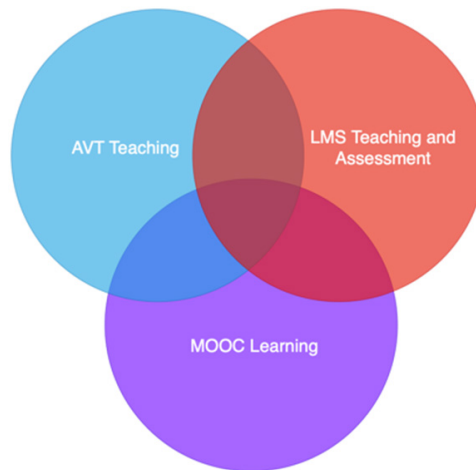 AVT Teaching
LMS Teaching and
Assessment
MOOC Learning